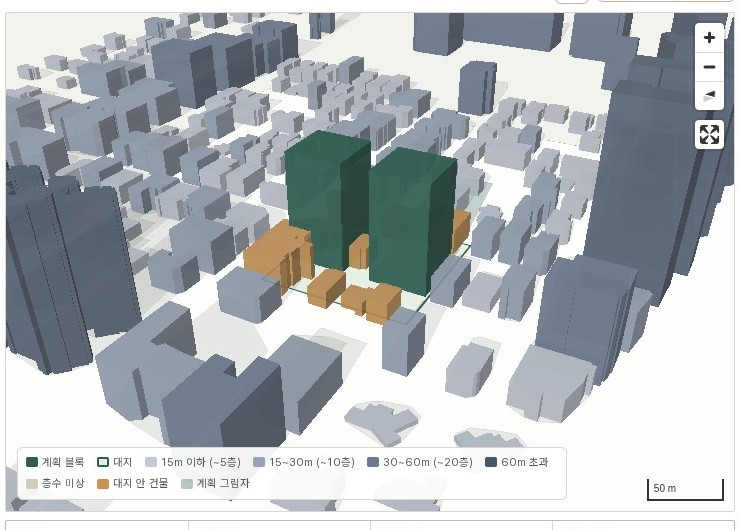 계획 블록 대지 15m 이하 (~5층) 15~30m (~10층) 30~60m (~20층) 60m 초과
층수 미상 대지 안 건물 계획 그림자
50 m